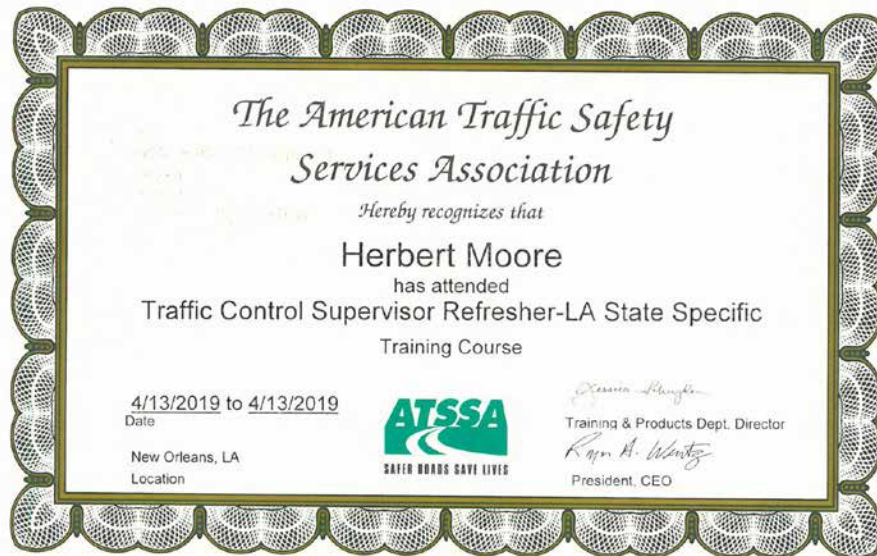 The American Traffic Safety
Services Association
Hereby recognizes that
Herbert Moore
has attended
Traffic Control Supervisor Refresher-LA State Specific
Training Course
4/13/2019 to 4/13/2019
Date
New Orleans, LA
Location
ATSSA
SAFER ROADS SAVE LIVES
Training & Products Dept. Director
Ryan A. Wentz
President, CEO